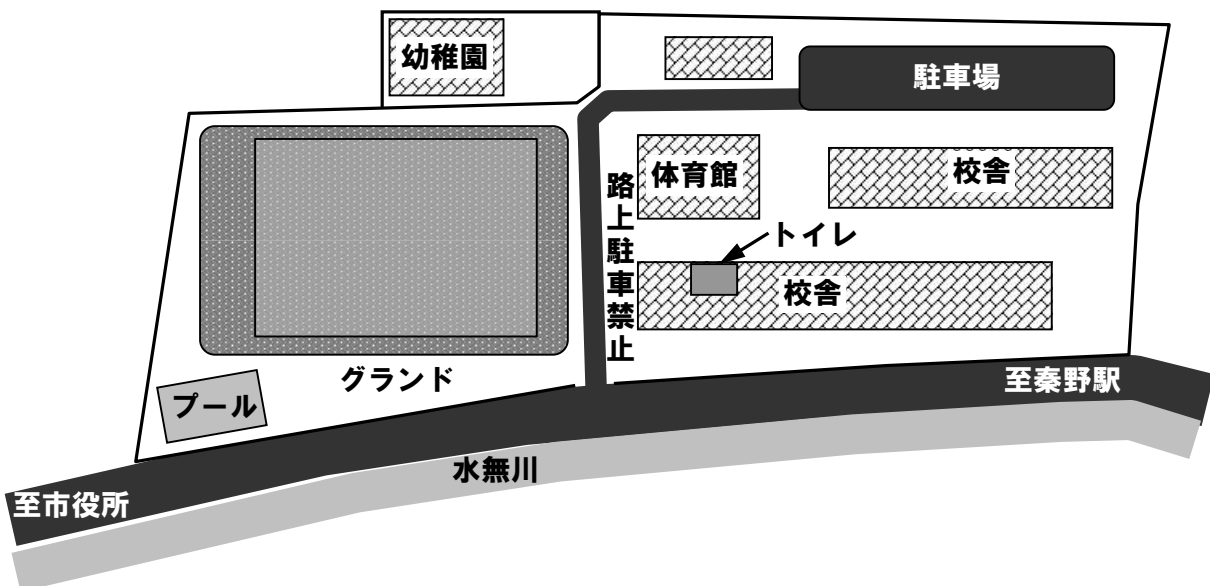 幼稚園
駐車場
体育館
校舎
路上駐車禁止
トイレ
校舎
グランド
至秦野駅
プール
水無川
至市役所